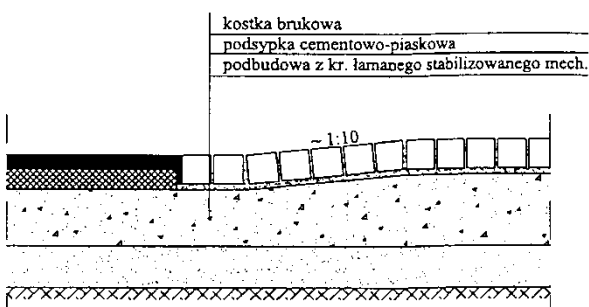 kostka brukowa
podsypka cementowo-piaskowa
podbudowa z kr. łamanego stabilizowanego mech.
~ 1:10